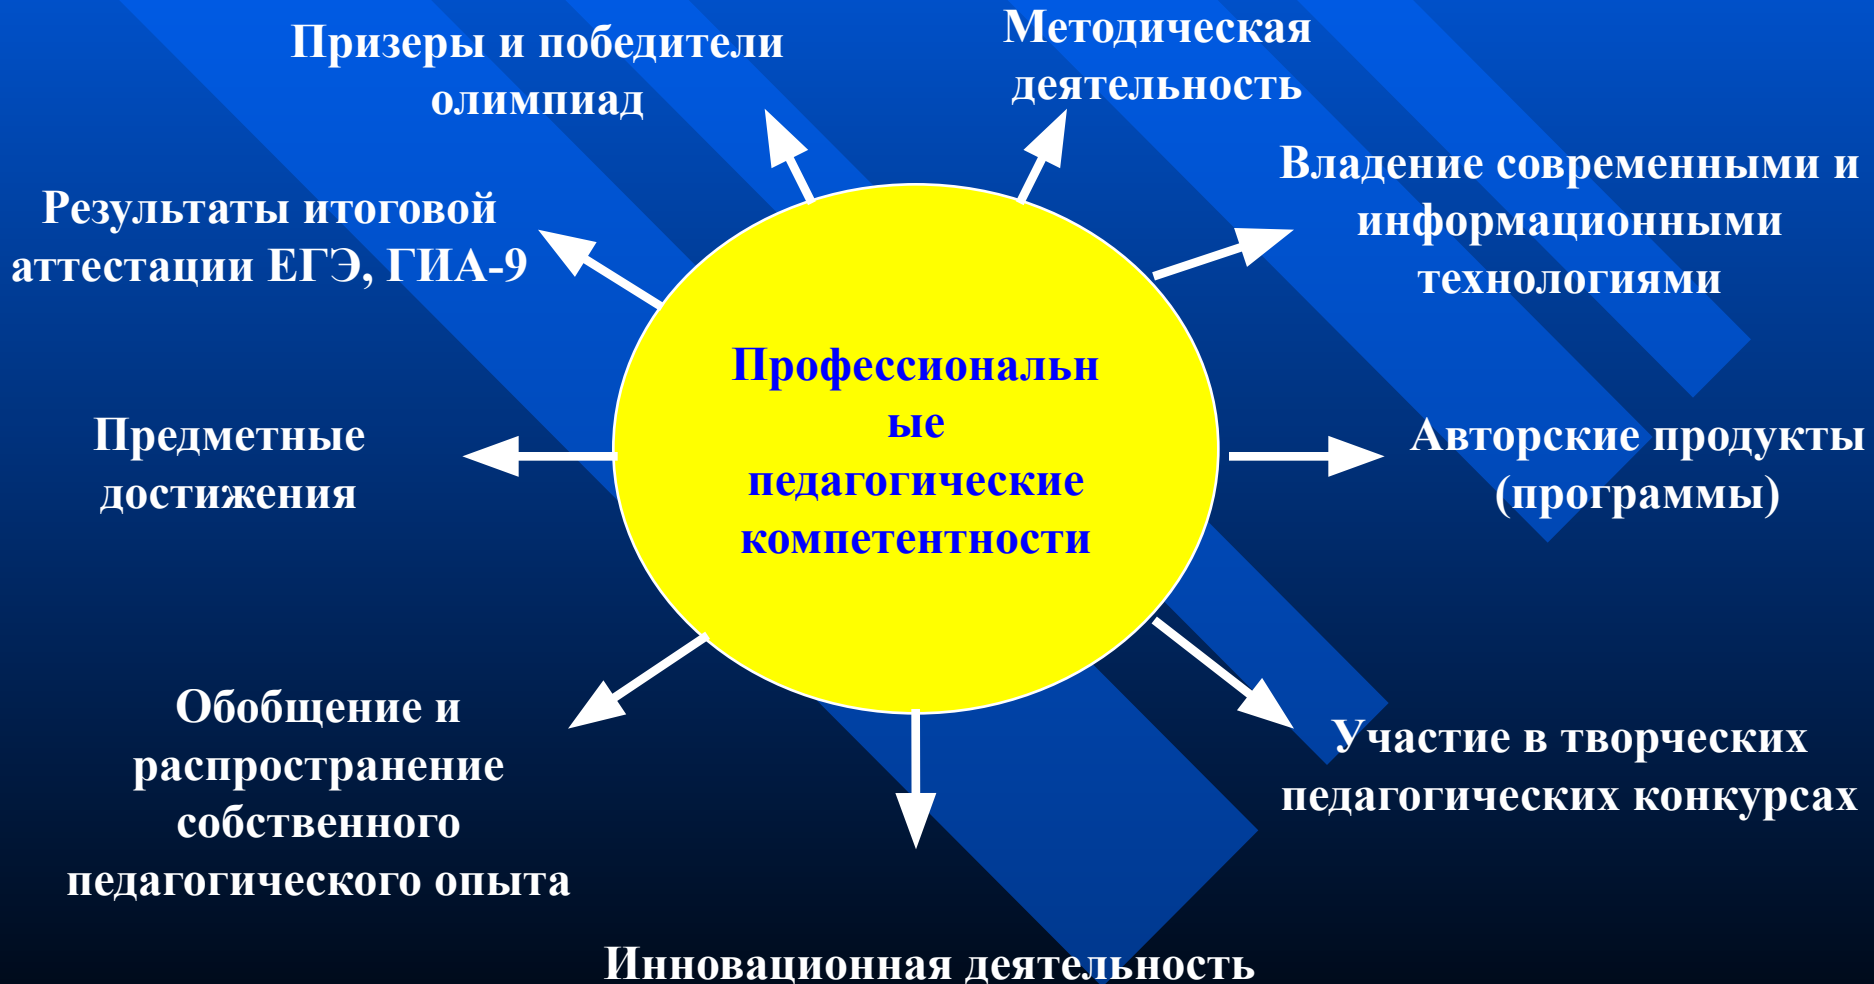 Призеры и победители
олимпиад
Методическая
деятельность
Владение современными и
информационными
технологиями
Результаты итоговой
аттестации ЕГЭ, ГИА-9
Профессиональн
ые
педагогические
компетентности
Предметные
достижения
Авторские продукты
(программы)
Обобщение и
распространение
собственного
педагогического опыта
Участие в творческих
педагогических конкурсах
Инновационная деятельность